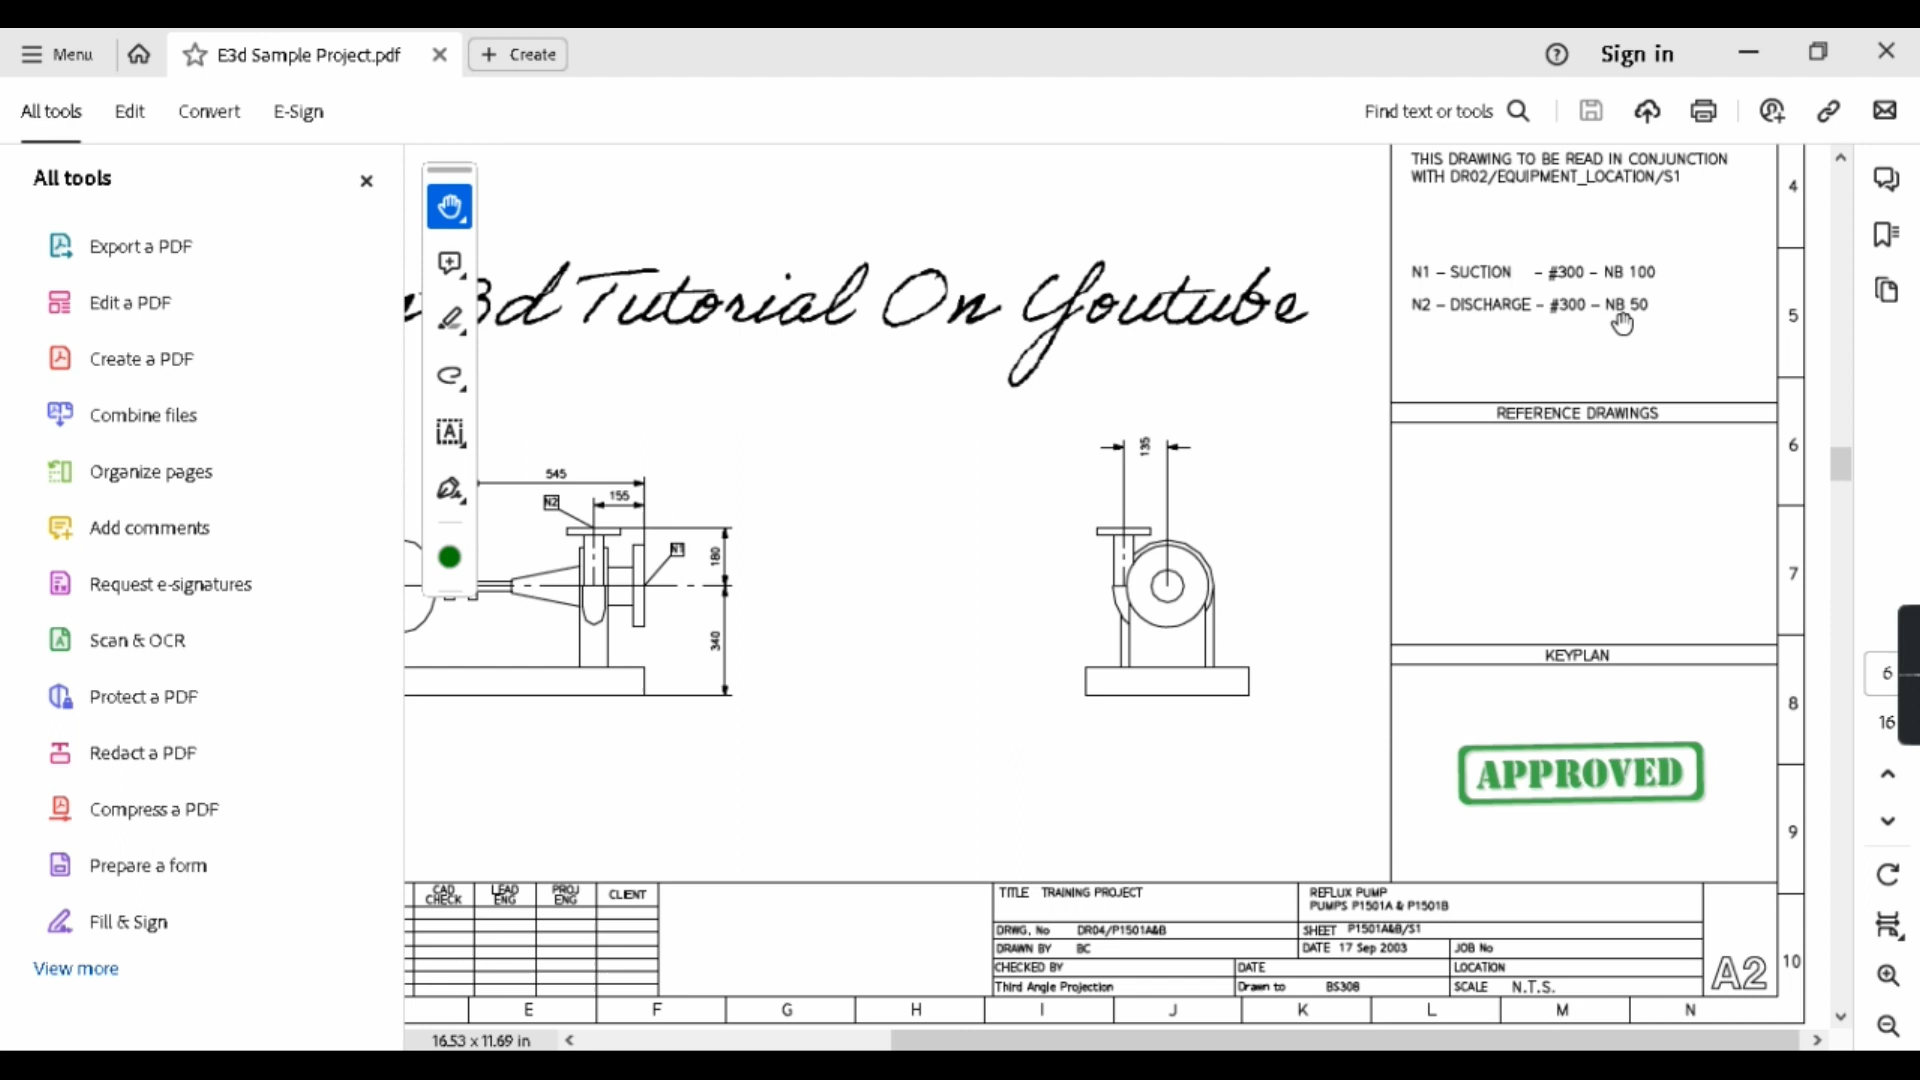 Menu
E3d Sample Project.pdf
Create
Sign in
All tools
Edit
Convert
E-Sign
Find text or tools
All tools
Export a PDF
Edit a PDF
Create a PDF
Combine files
Organize pages
Add comments
Request e-signatures
Scan & OCR
Protect a PDF
Redact a PDF
Compress a PDF
Prepare a form
Fill & Sign
View more
3d Tutorial On Youtube
THIS DRAWING TO BE READ IN CONJUNCTION
WITH DR02/EQUIPMENT_LOCATION/S1
N1 – SUCTION – #300 – NB 100
N2 – DISCHARGE – #300 – NB 50
REFERENCE DRAWINGS
KEYPLAN
APPROVED
545
155
N2
N1
180
340
135
4
5
6
7
8
9
10
6
16
CAD CHECK
LEAD ENG
PROJ ENG
CLIENT
TITLE TRAINING PROJECT
REFLUX PUMP
PUMPS P1501A & P1501B
DRWG. No DR04/P1501A&B
SHEET P1501A&B/S1
DRAWN BY BC
DATE 17 Sep 2003
JOB No
CHECKED BY
DATE
LOCATION
Third Angle Projection
Drawn to BS308
SCALE N.T.S.
A2
E F G H I J K L M N
16.53 x 11.69 in